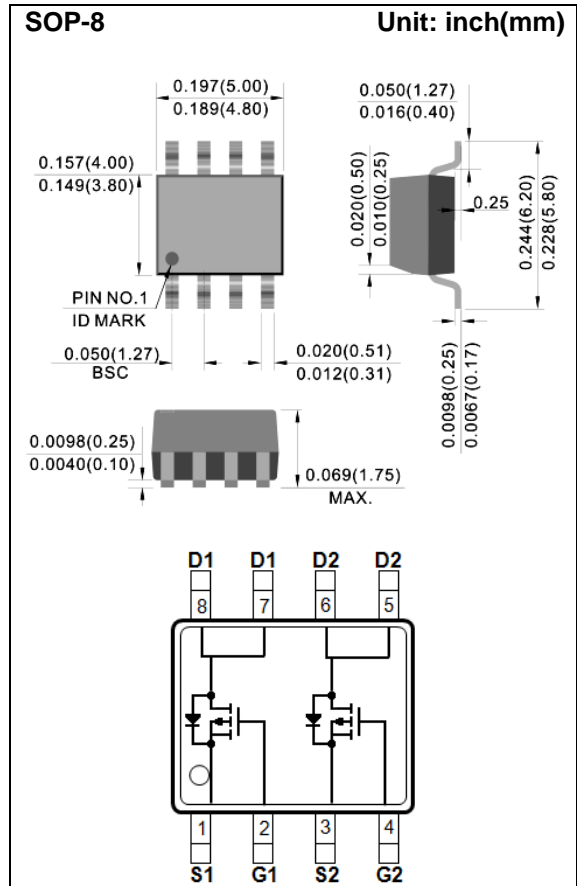 SOP-8 Unit: inch(mm)
0.197(5.00)
0.189(4.80)
0.050(1.27)
0.016(0.40)
0.157(4.00)
0.149(3.80)
0.020(0.50)
0.010(0.25)
0.25
0.244(6.20)
0.228(5.80)
PIN NO.1
ID MARK
0.050(1.27)
BSC
0.020(0.51)
0.012(0.31)
0.0098(0.25)
0.0067(0.17)
0.0098(0.25)
0.0040(0.10)
0.069(1.75)
MAX.
D1 D1 D2 D2
8 7 6 5
1 2 3 4
S1 G1 S2 G2